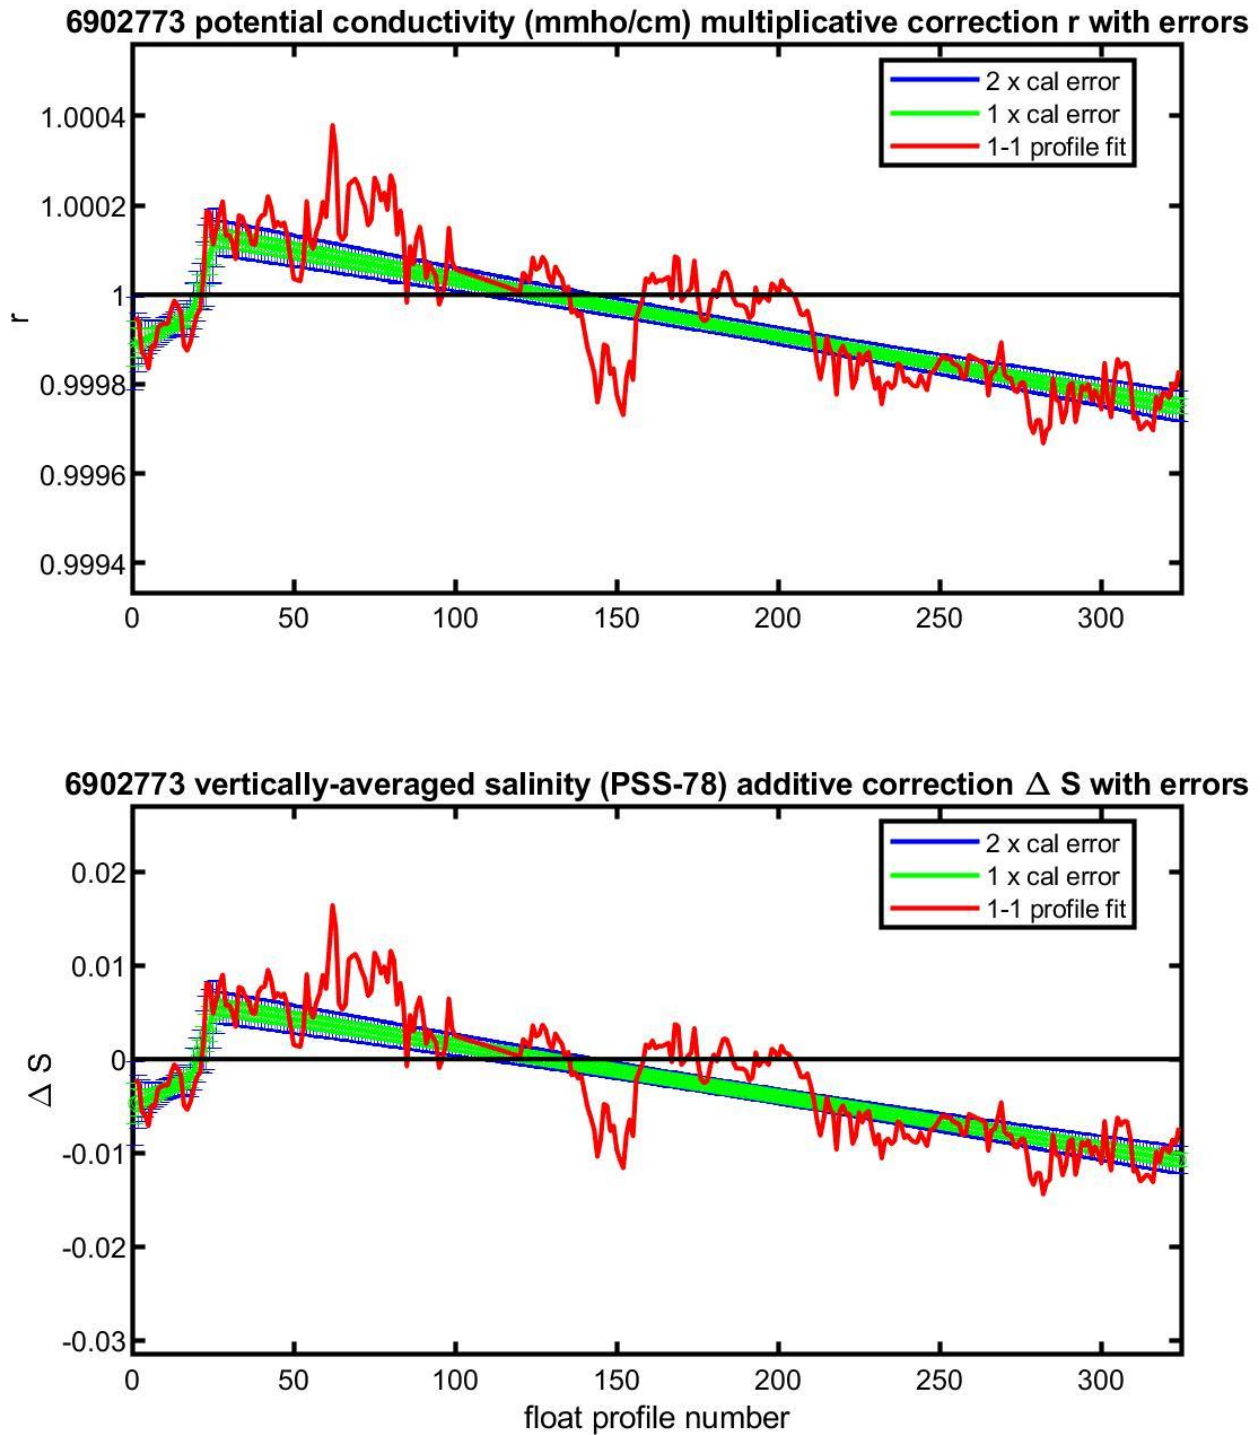 6902773 potential conductivity (mmho/cm) multiplicative correction r with errors
2 x cal error
1 x cal error
1-1 profile fit
1.0004
1.0002
1
0.9998
0.9996
0.9994
r
0 50 100 150 200 250 300
6902773 vertically-averaged salinity (PSS-78) additive correction Δ S with errors
2 x cal error
1 x cal error
1-1 profile fit
0.02
0.01
0
-0.01
-0.02
-0.03
Δ S
0 50 100 150 200 250 300
float profile number